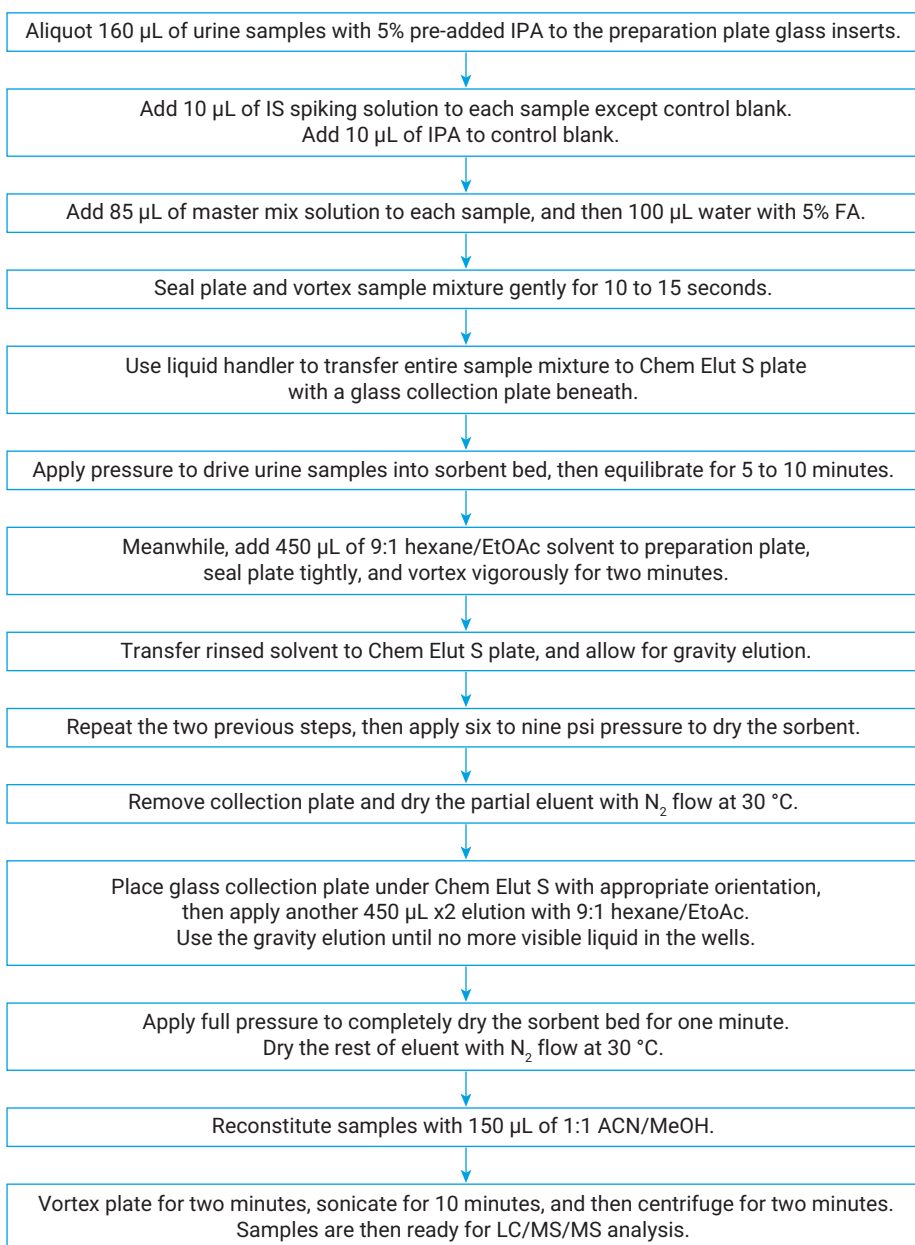 Aliquot 160 µL of urine samples with 5% pre-added IPA to the preparation plate glass inserts.
Add 10 µL of IS spiking solution to each sample except control blank.
Add 10 µL of IPA to control blank.
Add 85 µL of master mix solution to each sample, and then 100 µL water with 5% FA.
Seal plate and vortex sample mixture gently for 10 to 15 seconds.
Use liquid handler to transfer entire sample mixture to Chem Elut S plate
with a glass collection plate beneath.
Apply pressure to drive urine samples into sorbent bed, then equilibrate for 5 to 10 minutes.
Meanwhile, add 450 µL of 9:1 hexane/EtOAc solvent to preparation plate,
seal plate tightly, and vortex vigorously for two minutes.
Transfer rinsed solvent to Chem Elut S plate, and allow for gravity elution.
Repeat the two previous steps, then apply six to nine psi pressure to dry the sorbent.
Remove collection plate and dry the partial eluent with N₂ flow at 30 °C.
Place glass collection plate under Chem Elut S with appropriate orientation,
then apply another 450 µL x2 elution with 9:1 hexane/EtoAc.
Use the gravity elution until no more visible liquid in the wells.
Apply full pressure to completely dry the sorbent bed for one minute.
Dry the rest of eluent with N₂ flow at 30 °C.
Reconstitute samples with 150 µL of 1:1 ACN/MeOH.
Vortex plate for two minutes, sonicate for 10 minutes, and then centrifuge for two minutes.
Samples are then ready for LC/MS/MS analysis.